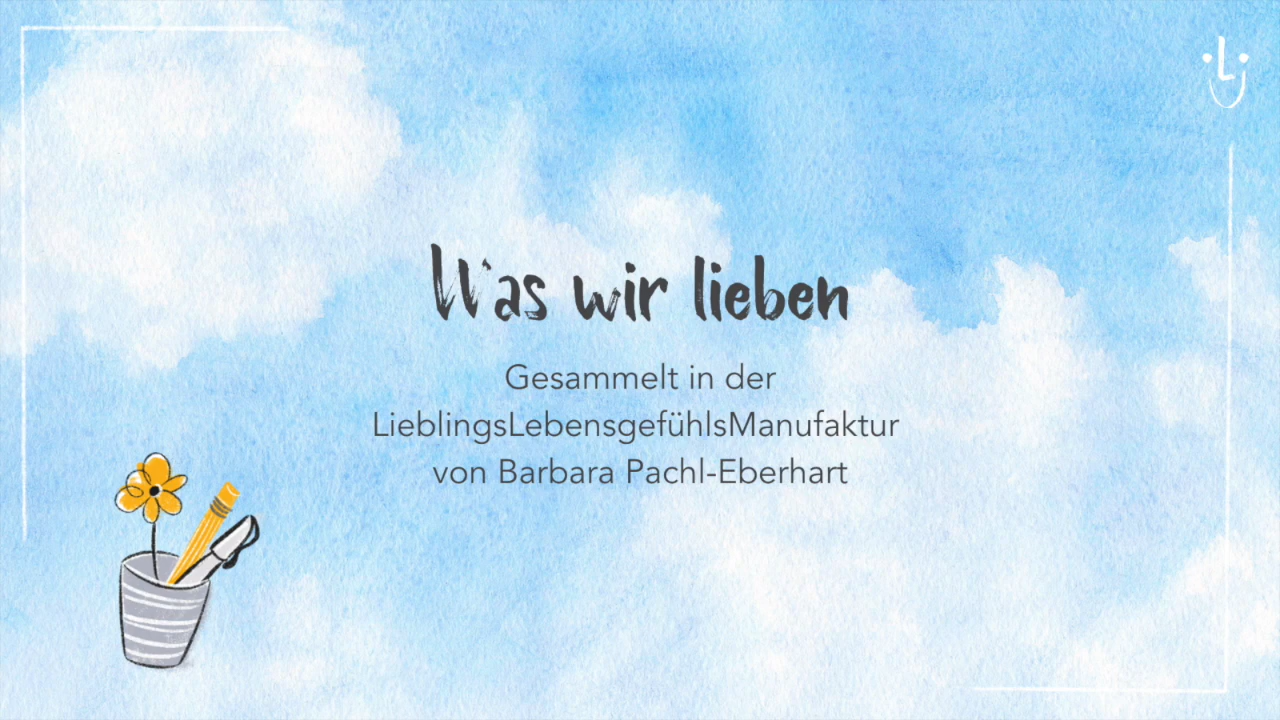 Was wir lieben
Gesammelt in der
LieblingsLebensgefühlsManufaktur
von Barbara Pachl-Eberhart